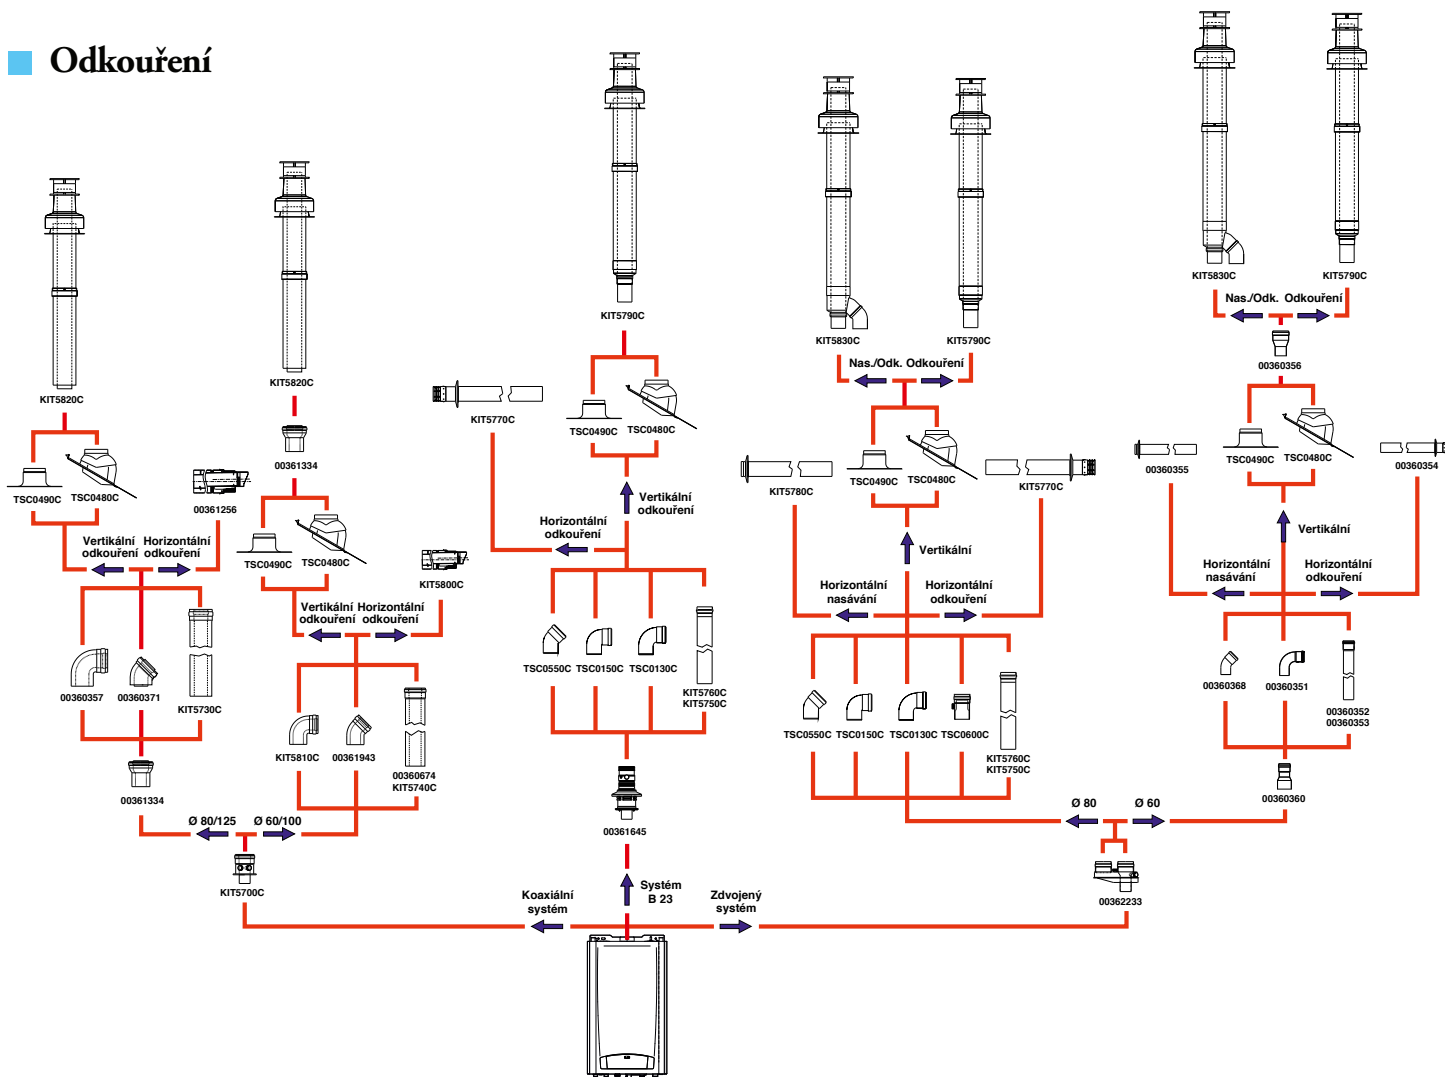 Odkouření
KIT5830C
KIT5790C
Nas./Odk. Odkouření
00360356
KIT5790C
KIT5830C
KIT5790C
Nas./Odk. Odkouření
KIT5820C
KIT5820C
KIT5770C
TSC0490C
TSC0480C
TSC0490C
TSC0480C
00361334
TSC0490C
TSC0480C
00361256
KIT5780C
TSC0490C
TSC0480C
KIT5770C
00360355
00360354
Vertikální
odkouření
Horizontální
odkouření
Vertikální
odkouření
Horizontální
odkouření
TSC0490C
TSC0480C
KIT5800C
Vertikální
Vertikální
Horizontální
nasávání
Horizontální
odkouření
Horizontální
nasávání
Horizontální
odkouření
Vertikální
odkouření
Horizontální
odkouření
00360357
00360371
KIT5730C
TSC0550C
TSC0150C
TSC0130C
KIT5760C
KIT5750C
00360368
00360351
00360352
00360353
KIT5810C
00361943
00360674
KIT5740C
TSC0550C
TSC0150C
TSC0130C
TSC0600C
KIT5760C
KIT5750C
00361334
00360360
Ø 80/125
Ø 60/100
00361645
Ø 80
Ø 60
KIT5700C
00362233
Koaxiální
systém
Systém
B 23
Zdvojený
systém